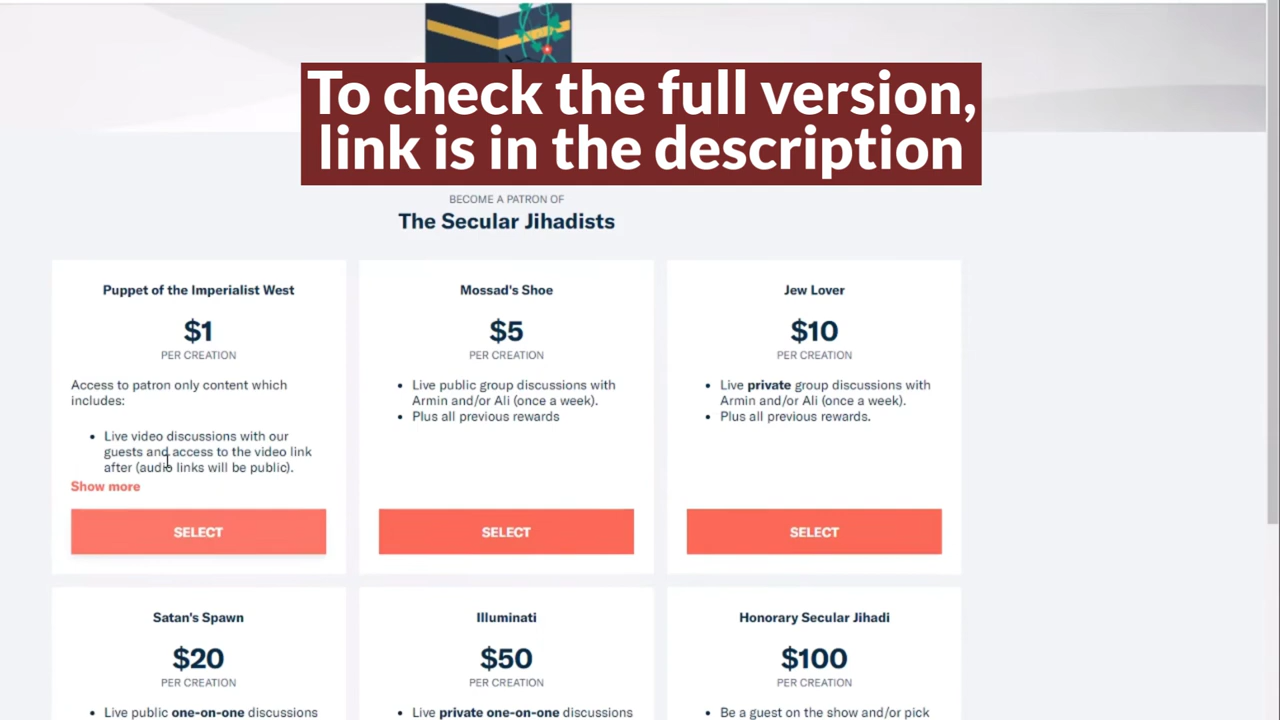 To check the full version,
link is in the description
BECOME A PATRON OF
The Secular Jihadists
Puppet of the Imperialist West
$1
PER CREATION
Access to patron only content which
includes:
• Live video discussions with our
guests and access to the video link
after (audio links will be public).
Show more
SELECT
Mossad's Shoe
$5
PER CREATION
• Live public group discussions with
Armin and/or Ali (once a week).
• Plus all previous rewards
SELECT
Jew Lover
$10
PER CREATION
• Live private group discussions with
Armin and/or Ali (once a week).
• Plus all previous rewards.
SELECT
Satan's Spawn
$20
PER CREATION
• Live public one-on-one discussions
Illuminati
$50
PER CREATION
• Live private one-on-one discussions
Honorary Secular Jihadi
$100
PER CREATION
• Be a guest on the show and/or pick